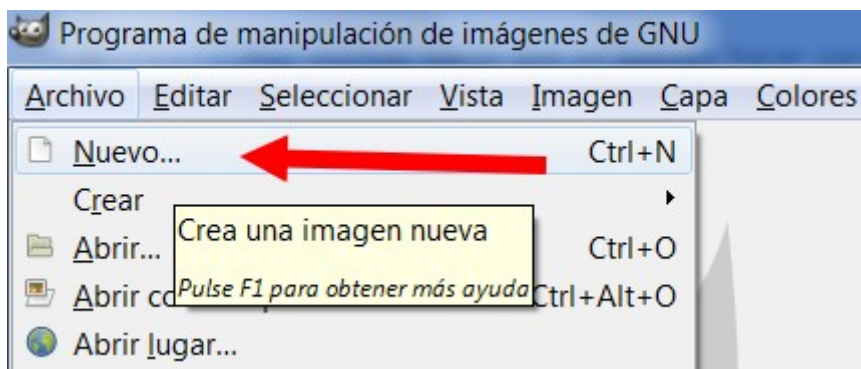 Programa de manipulación de imágenes de GNU
Archivo Editar Seleccionar Vista Imagen Capa Colores
Nuevo... Ctrl+N
Crear
Crea una imagen nueva
Abrir... Ctrl+O
Pulse F1 para obtener más ayuda
Abrir Ctrl+Alt+O
Abrir lugar...